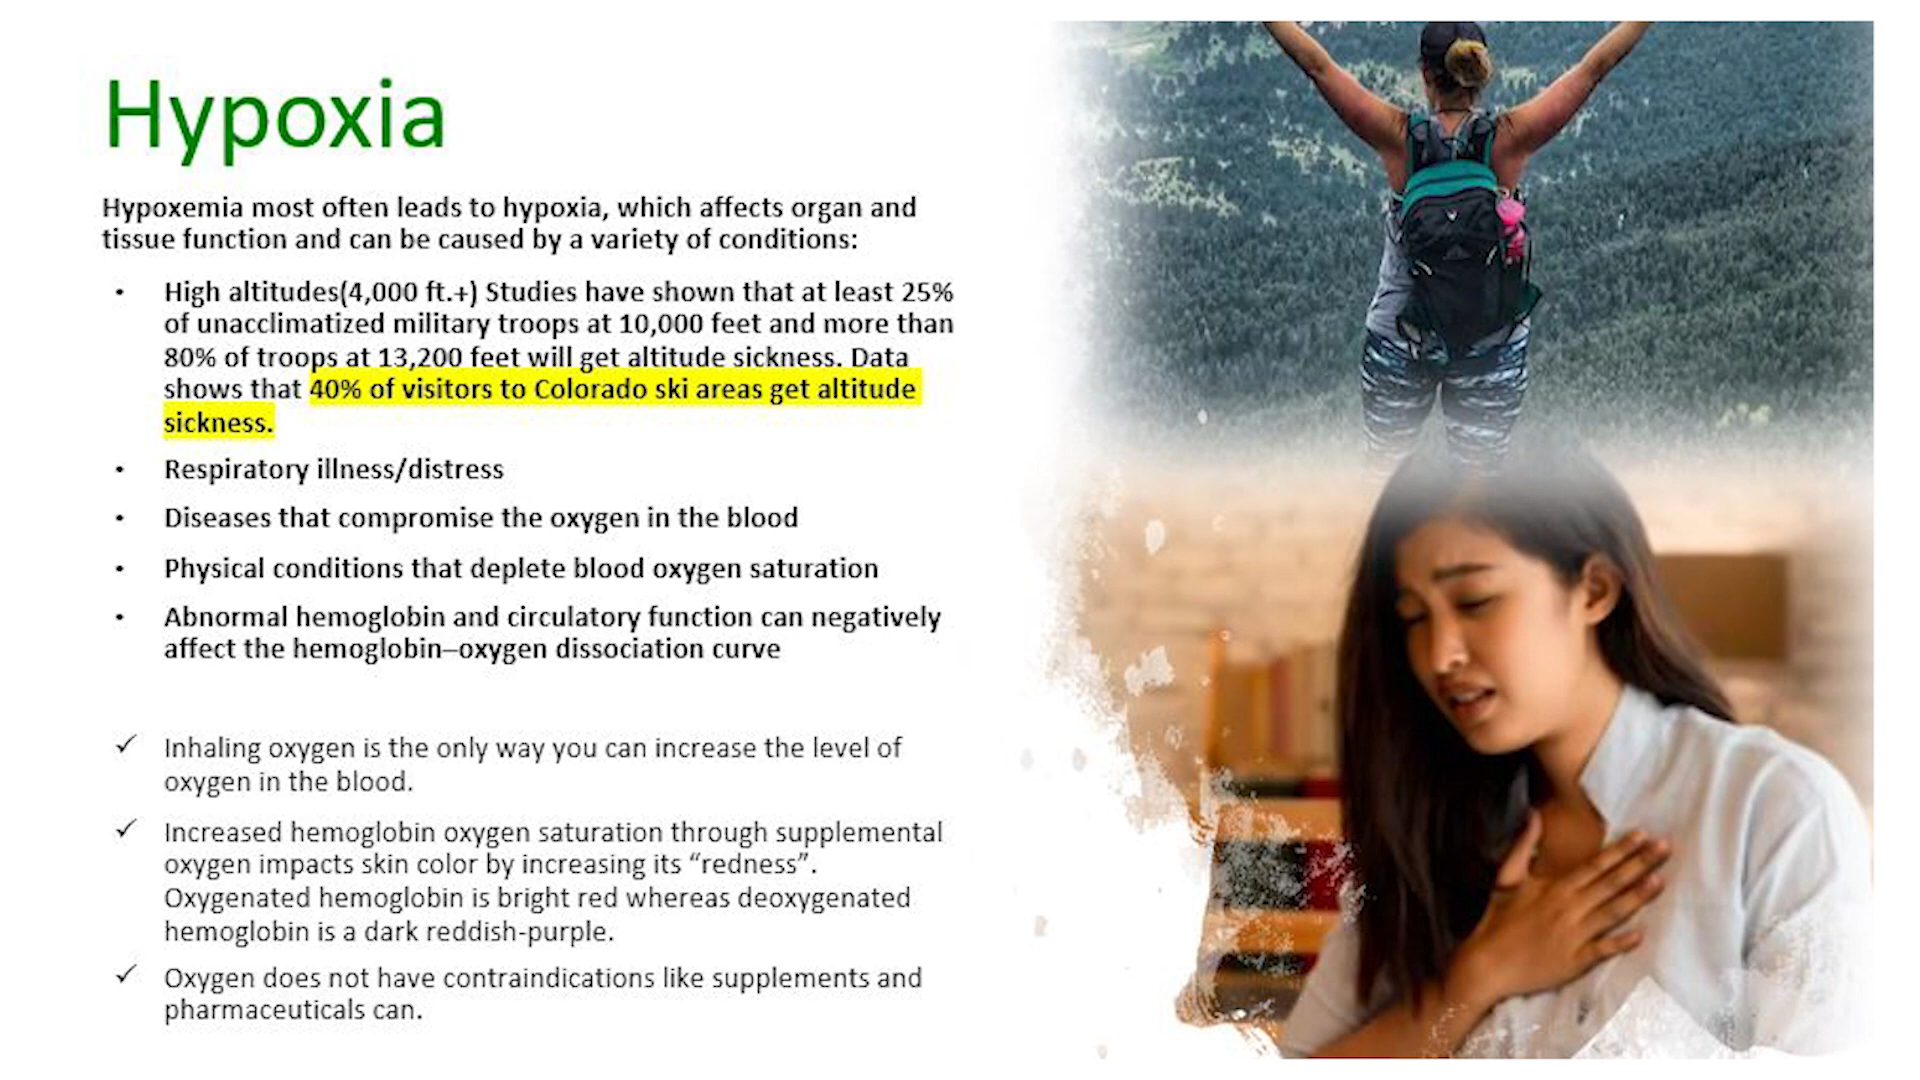 Hypoxia
Hypoxemia most often leads to hypoxia, which affects organ and
tissue function and can be caused by a variety of conditions:
• High altitudes(4,000 ft.+) Studies have shown that at least 25%
of unacclimatized military troops at 10,000 feet and more than
80% of troops at 13,200 feet will get altitude sickness. Data
shows that 40% of visitors to Colorado ski areas get altitude
sickness.
• Respiratory illness/distress
• Diseases that compromise the oxygen in the blood
• Physical conditions that deplete blood oxygen saturation
• Abnormal hemoglobin and circulatory function can negatively
affect the hemoglobin–oxygen dissociation curve
✓ Inhaling oxygen is the only way you can increase the level of
oxygen in the blood.
✓ Increased hemoglobin oxygen saturation through supplemental
oxygen impacts skin color by increasing its “redness”.
Oxygenated hemoglobin is bright red whereas deoxygenated
hemoglobin is a dark reddish-purple.
✓ Oxygen does not have contraindications like supplements and
pharmaceuticals can.